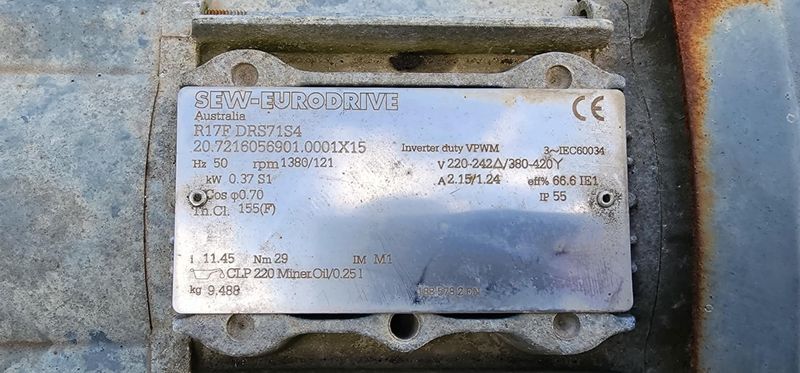 SEW-EURODRIVE
Australia
R17F DRS71S4
20.7216056901.0001X15 Inverter duty VPWM 3~IEC60034
Hz 50 rpm 1380/121 V 220-242Δ/380-420Y
kW 0.37 S1 A 2.15/1.24 eff% 66.6 IE1
Cos φ0.70 IP 55
Th.Cl. 155(F)
i 11.45 Nm 29 IM M1
CLP 220 Miner.Oil/0.25 l
kg 9.488
CE